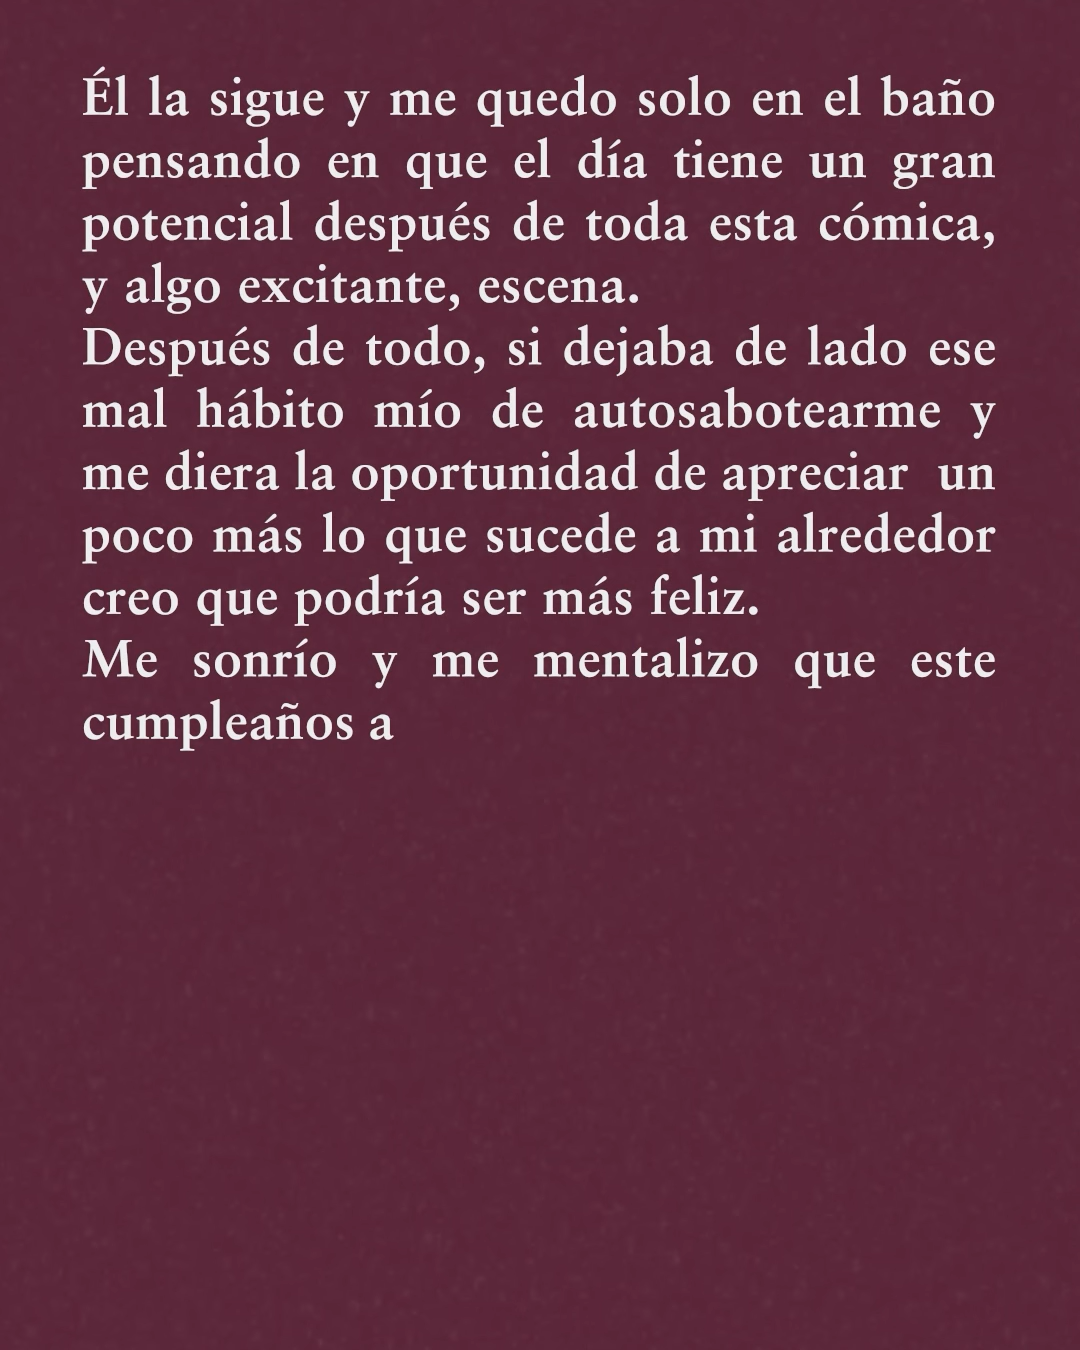 Él la sigue y me quedo solo en el baño
pensando en que el día tiene un gran
potencial después de toda esta cómica,
y algo excitante, escena.
Después de todo, si dejaba de lado ese
mal hábito mío de autosabotearme y
me diera la oportunidad de apreciar  un
poco más lo que sucede a mi alrededor
creo que podría ser más feliz.
Me sonrío y me mentalizo que este
cumpleaños a